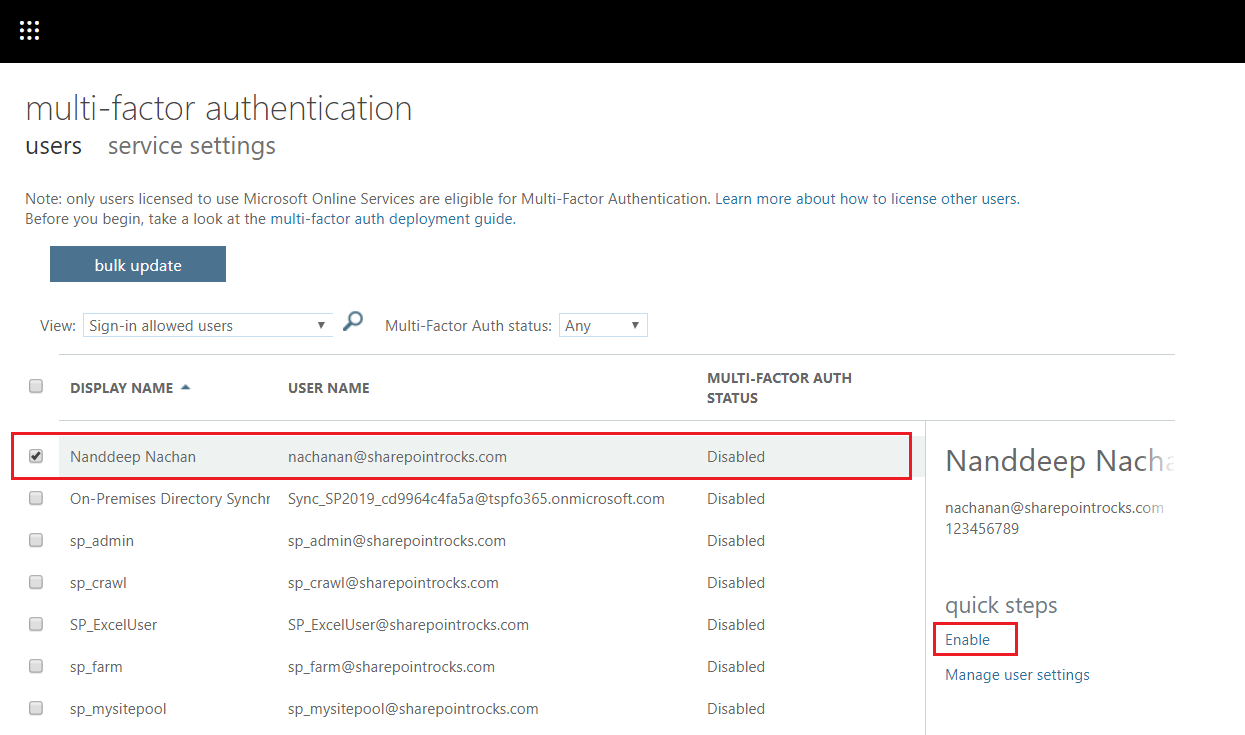 multi-factor authentication
users service settings
Note: only users licensed to use Microsoft Online Services are eligible for Multi-Factor Authentication. Learn more about how to license other users.
Before you begin, take a look at the multi-factor auth deployment guide.
bulk update
View: Sign-in allowed users Multi-Factor Auth status: Any
DISPLAY NAME USER NAME MULTI-FACTOR AUTH
STATUS
Nanddeep Nachan nachanan@sharepointrocks.com Disabled
On-Premises Directory Synchr Sync_SP2019_cd9964c4fa5a@tspfo365.onmicrosoft.com Disabled
sp_admin sp_admin@sharepointrocks.com Disabled
sp_crawl sp_crawl@sharepointrocks.com Disabled
SP_ExcelUser SP_ExcelUser@sharepointrocks.com Disabled
sp_farm sp_farm@sharepointrocks.com Disabled
sp_mysitepool sp_mysitepool@sharepointrocks.com Disabled
Nanddeep Nacha
nachanan@sharepointrocks.com
123456789
quick steps
Enable
Manage user settings